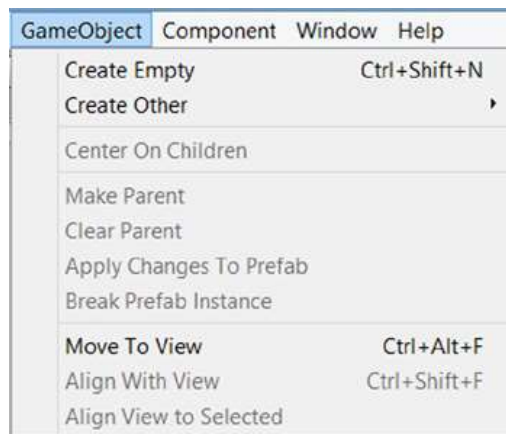 GameObject Component Window Help
Create Empty Ctrl+Shift+N
Create Other
Center On Children
Make Parent
Clear Parent
Apply Changes To Prefab
Break Prefab Instance
Move To View Ctrl+Alt+F
Align With View Ctrl+Shift+F
Align View to Selected